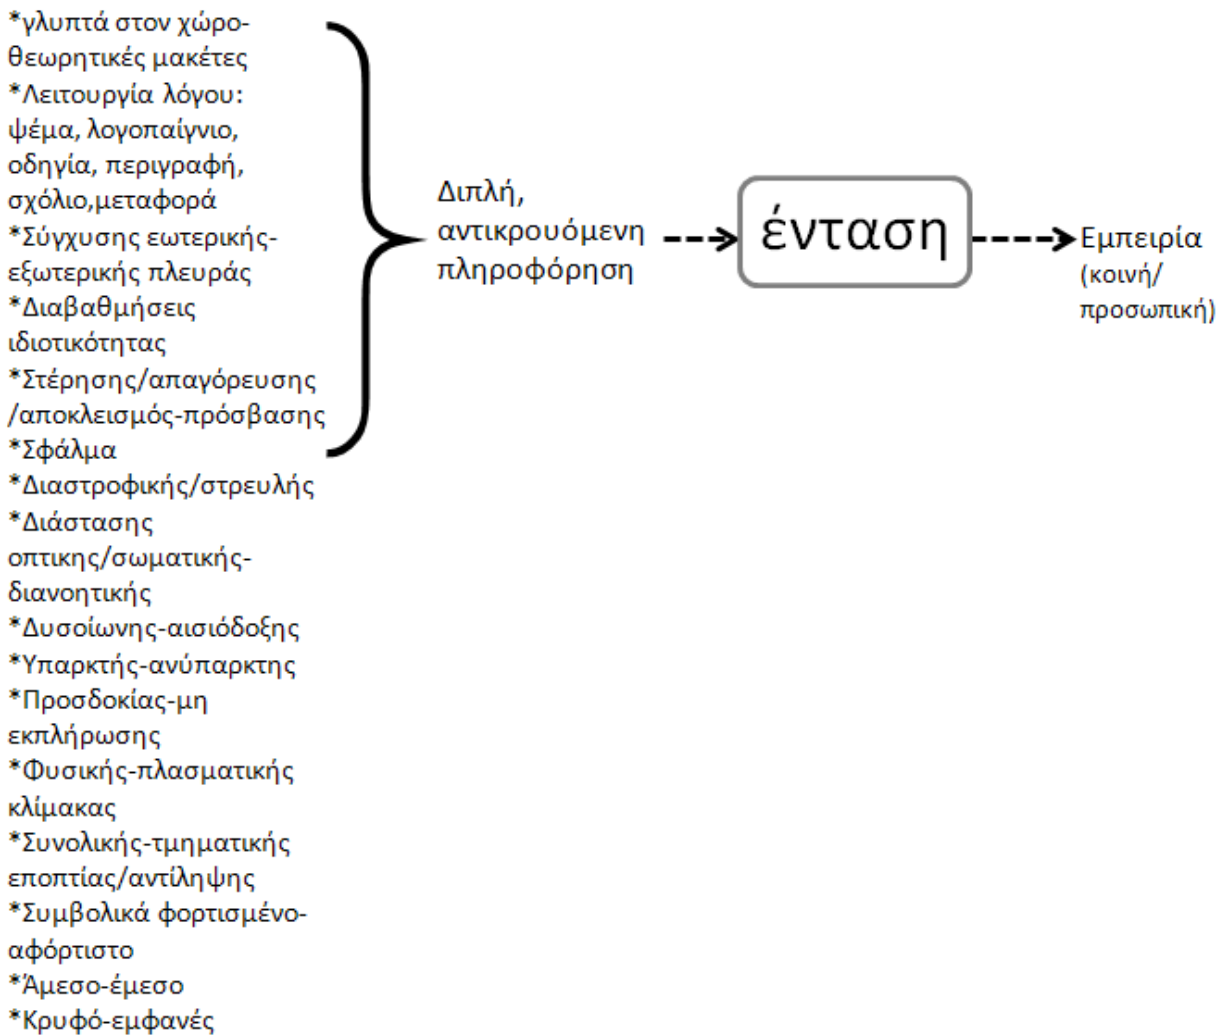 *γλυπτά στον χώρο-
θεωρητικές μακέτες
*Λειτουργία λόγου:
ψέμα, λογοπαίγνιο,
οδηγία, περιγραφή,
σχόλιο,μεταφορά
*Σύγχυσης εωτερικής-
εξωτερικής πλευράς
*Διαβαθμήσεις
ιδιοτικότητας
*Στέρησης/απαγόρευσης
/αποκλεισμός-πρόσβασης
*Σφάλμα
*Διαστροφικής/στρευλής
*Διάστασης
οπτικης/σωματικής-
διανοητικής
*Δυσοίωνης-αισιόδοξης
*Υπαρκτής-ανύπαρκτης
*Προσδοκίας-μη
εκπλήρωσης
*Φυσικής-πλασματικής
κλίμακας
*Συνολικής-τμηματικής
εποπτίας/αντίληψης
*Συμβολικά φορτισμένο-
αφόρτιστο
*Άμεσο-έμεσο
*Κρυφό-εμφανές
Διπλή,
αντικρουόμενη
πληροφόρηση
ένταση
Εμπειρία
(κοινή/
προσωπική)